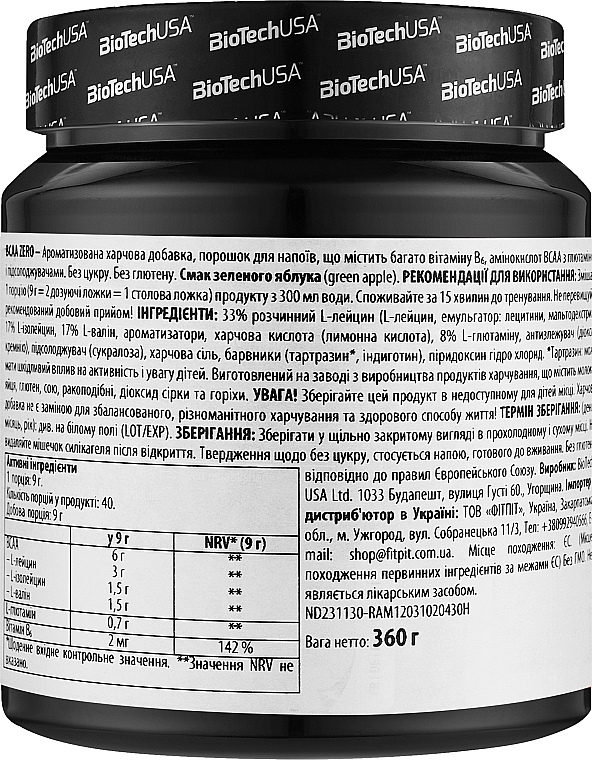 BioTechUSA BioTechUSA BioTechUSA BioTechUSA
BioTechUSA BioTechUSA BioTechUSA BioTechUSA
BCAA ZERO – Ароматизована харчова добавка, порошок для напоїв, що містить багато вітаміну B₆, амінокислот BCAA з глютаміном
і підсолоджувачами. Без цукру. Без глютену. Смак зеленого яблука (green apple). РЕКОМЕНДАЦІЇ ДЛЯ ВИКОРИСТАННЯ:
1 порцію (9 г = 2 дозуючі ложки = 1 столова ложка) продукту з 300 мл води. Споживайте за 15 хвилин до тренування. Не перевищуй
рекомендований добовий прийом! ІНГРЕДІЄНТИ: 33% розчинний L-лейцин (L-лейцин, емульгатор: лецитини,
17% L-ізолейцин, 17% L-валін, ароматизатори, харчова кислота (лимонна кислота), 8% L-глютаміну, антизлежувач
кремнію), підсолоджувач (сукралоза), харчова сіль, барвники (тартразин*, індиготин), піридоксин гідро хлорид. *Тартразин:
мати шкідливий вплив на активність і увагу дітей. Виготовлений на заводі з виробництва продуктів харчування, що містить
яйця, глютен, сою, ракоподібні, діоксид сірки та горіхи. УВАГА! Зберігайте цей продукт в недоступному для дітей місці.
добавка не є заміною для збалансованого, різноманітного харчування та здорового способу життя! ТЕРМІН ЗБЕРІГАННЯ:
місяць, рік): див. на білому полі (LOT/EXP). ЗБЕРІГАННЯ: Зберігати у щільно закритому вигляді в прохолодному і сухому місці.
видаляйте мішечок силікагеля після відкриття. Твердження щодо без цукру, стосується напою, готового до вживання. Без глютену
відповідно до правил Європейського Союзу. Виробник:
USA Ltd. 1033 Будапешт, вулиця Густі 60, Угорщина. Імпортер
дистриб'ютор в Україні: ТОВ «ФІТПІТ», Україна,
обл., м. Ужгород, вул. Собранецька 11/3, Тел: +380992940566,
mail: shop@fitpit.com.ua. Місце походження: ЄС.
походження первинних інгредієнтів за межами ЄС) Без ГМО. Не
являється лікарським засобом.
ND231130-RAM12031020430H
Вага нетто: 360 г
Активні інгредієнти
1 порція: 9 г.
Кількість порцій у продукті: 40.
Добова порція: 9 г
у 9 г NRV* (9 г)
BCAA 6 г **
– L-лейцин 3 г **
– L-ізолейцин 1,5 г **
– L-валін 1,5 г **
L-глютамін 0,7 г **
Вітамін B₆ 2 мг 142 %
*Щоденне вхідне контрольне значення. **Значення NRV не
вказано.